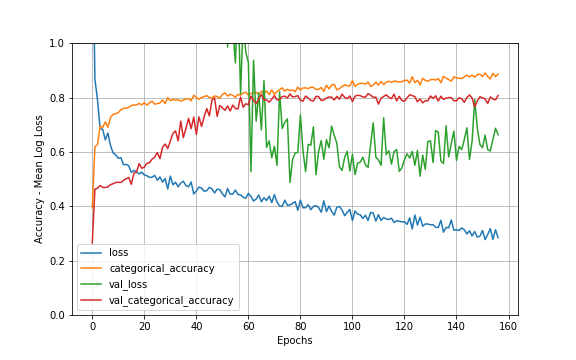 1.0
0.8
0.6
0.4
0.2
0.0
Accuracy - Mean Log Loss
loss
categorical_accuracy
val_loss
val_categorical_accuracy
0 20 40 60 80 100 120 140 160
Epochs